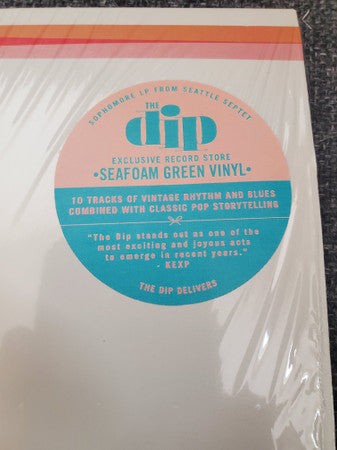 SOPHOMORE LP FROM SEATTLE SEPTET
THE
dip
EXCLUSIVE RECORD STORE
•SEAFOAM GREEN VINYL•
10 TRACKS OF VINTAGE RHYTHM AND BLUES
COMBINED WITH CLASSIC POP STORYTELLING
"The Dip stands out as one of the
most exciting and joyous acts
to emerge in recent years."
- KEXP
THE DIP DELIVERS